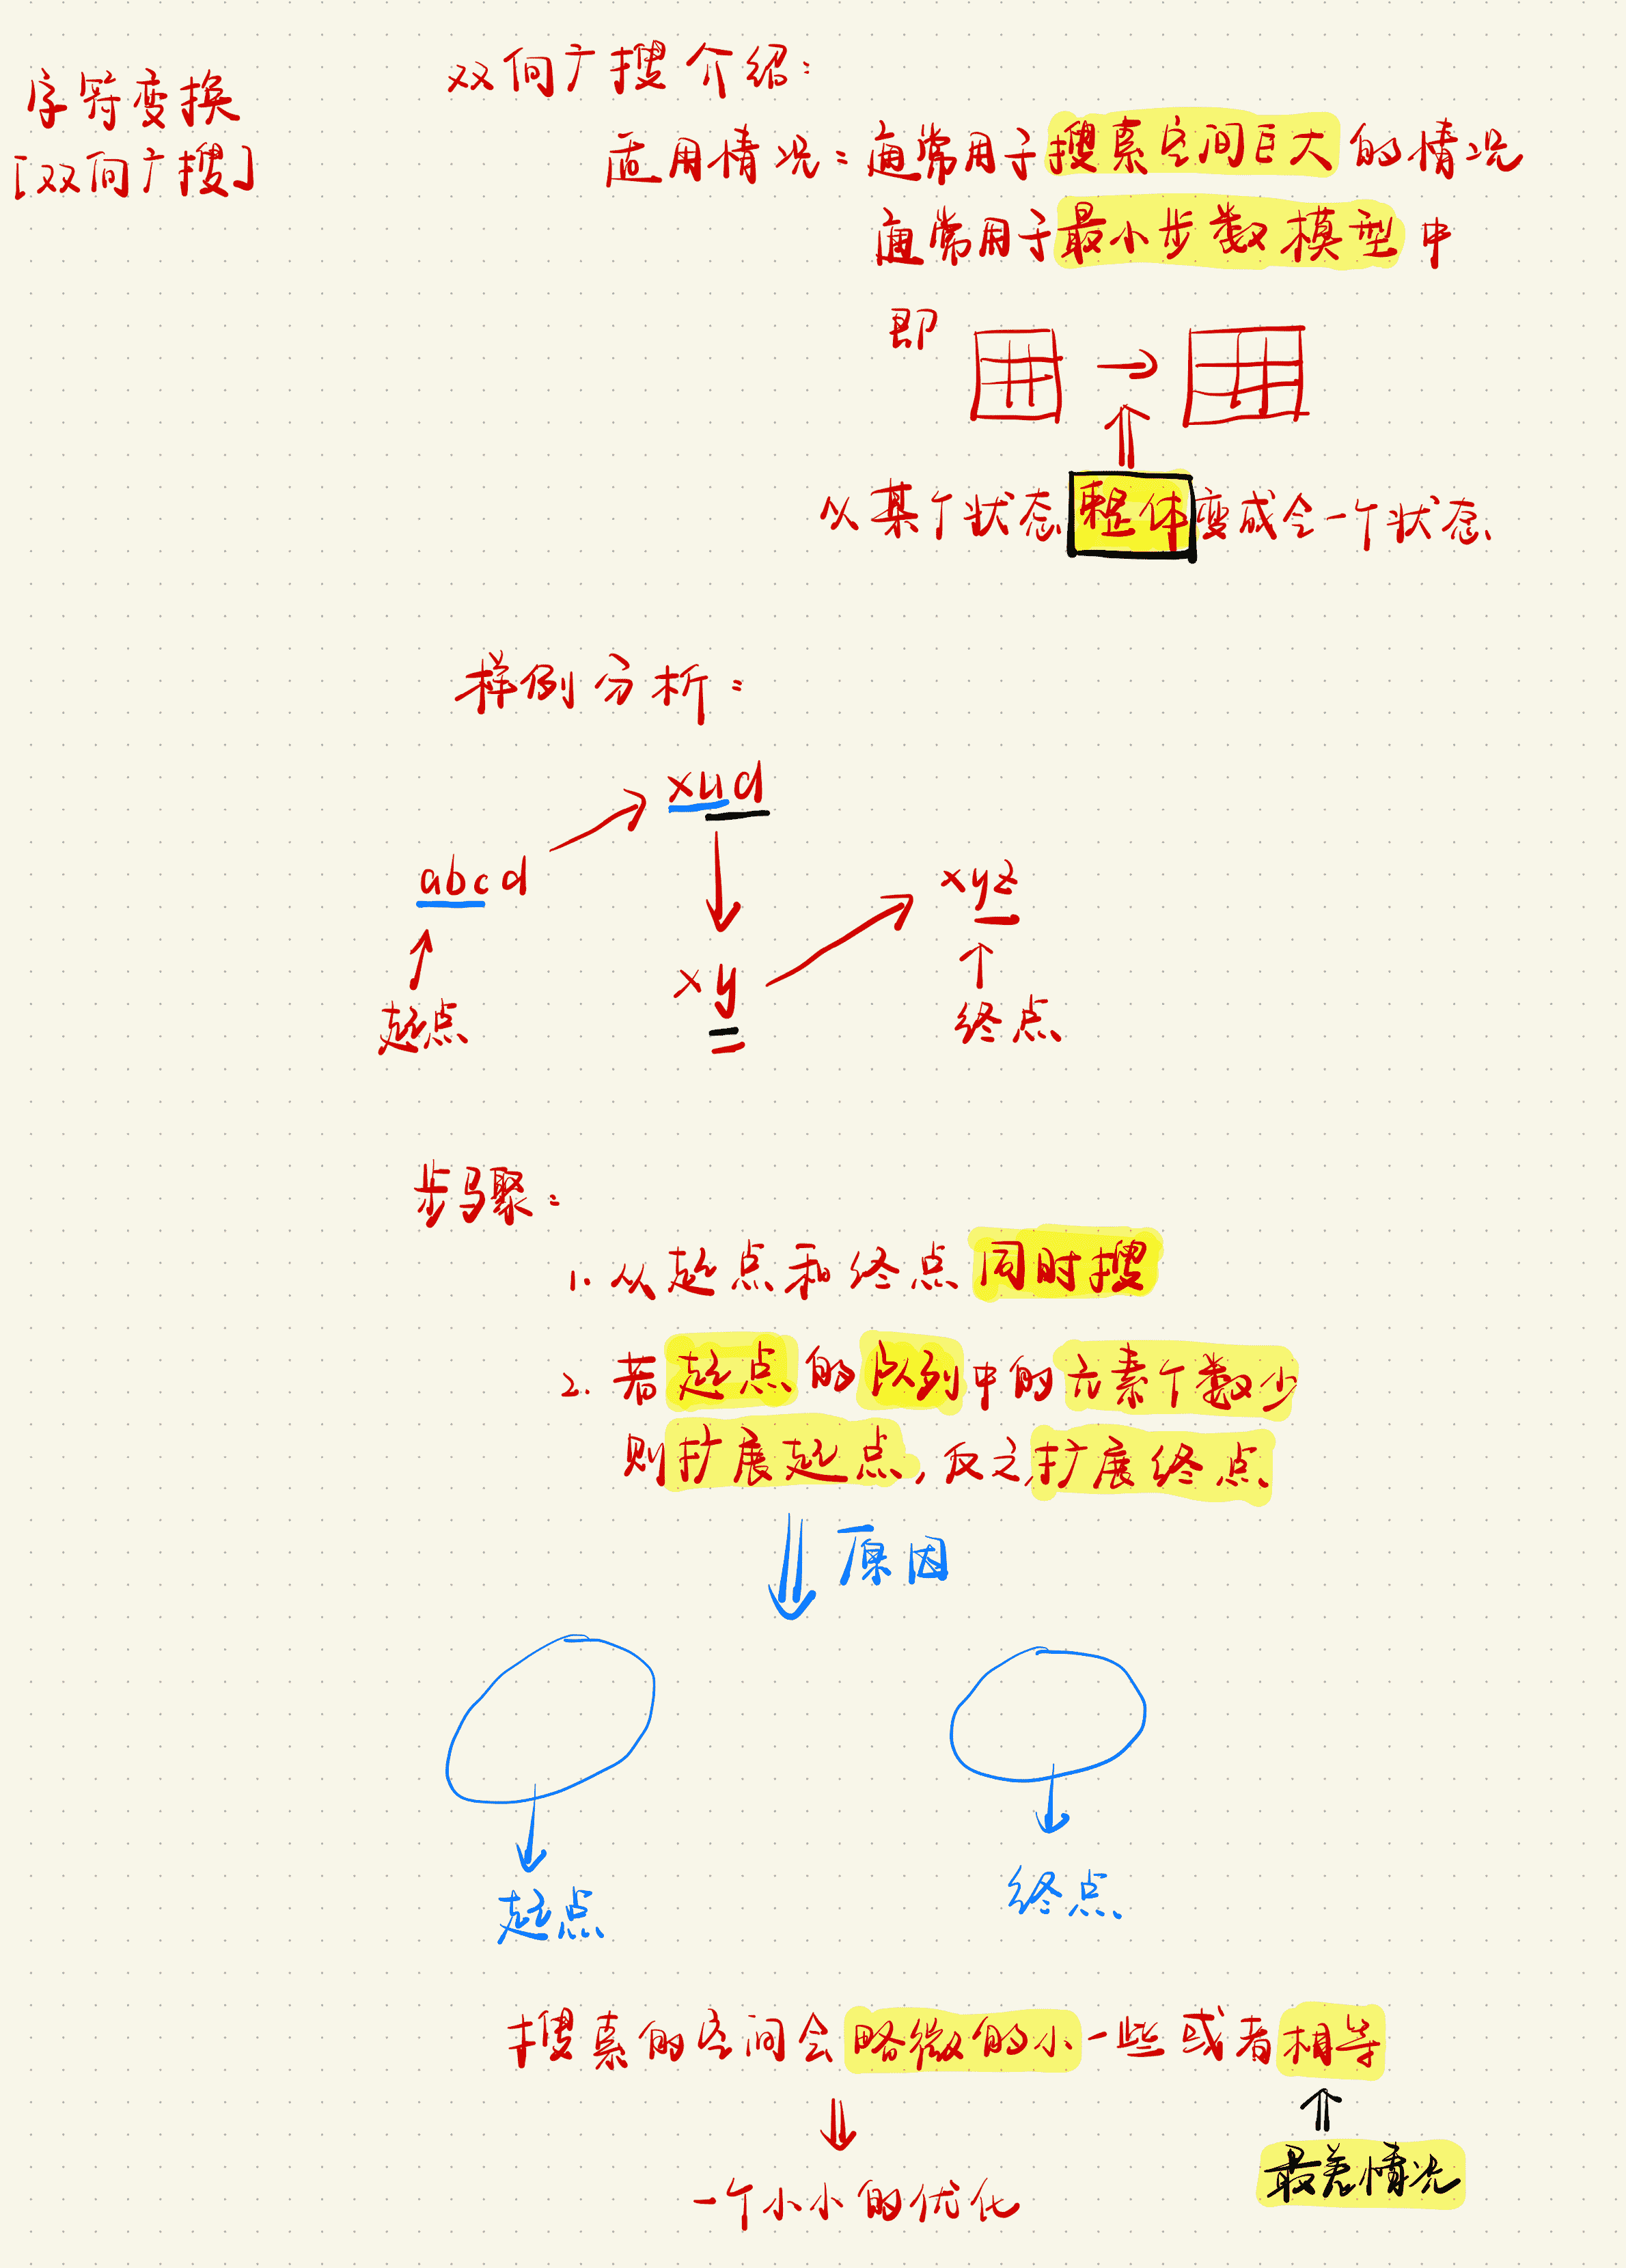 字符变换
[双向广搜]
双向广搜介绍:
适用情况:通常用于搜索空间巨大的情况
通常用于最小步数模型中
即
从某个状态整体变成令一个状态
样例分析:
xud
abcd
xyz
xy
起点
终点
步骤:
1. 从起点和终点同时搜
2. 若起点的队列中的元素个数少
则扩展起点,反之,扩展终点
原因
起点
终点
搜索的空间会略微的小一些或者相等
最差情况
一个小小的优化